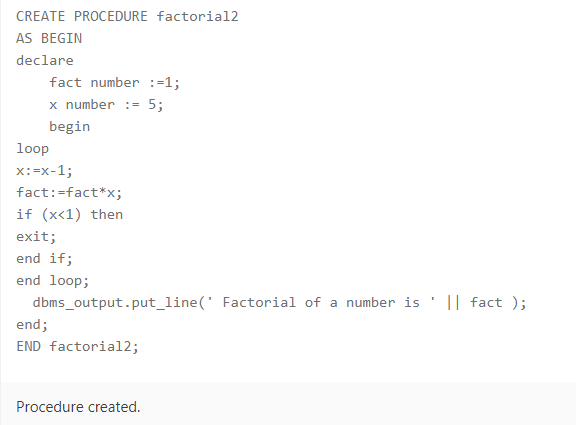 CREATE PROCEDURE factorial2
AS BEGIN
declare
    fact number :=1;
    x number := 5;
    begin
loop
x:=x-1;
fact:=fact*x;
if (x<1) then
exit;
end if;
end loop;
  dbms_output.put_line(' Factorial of a number is ' || fact );
end;
END factorial2;
Procedure created.